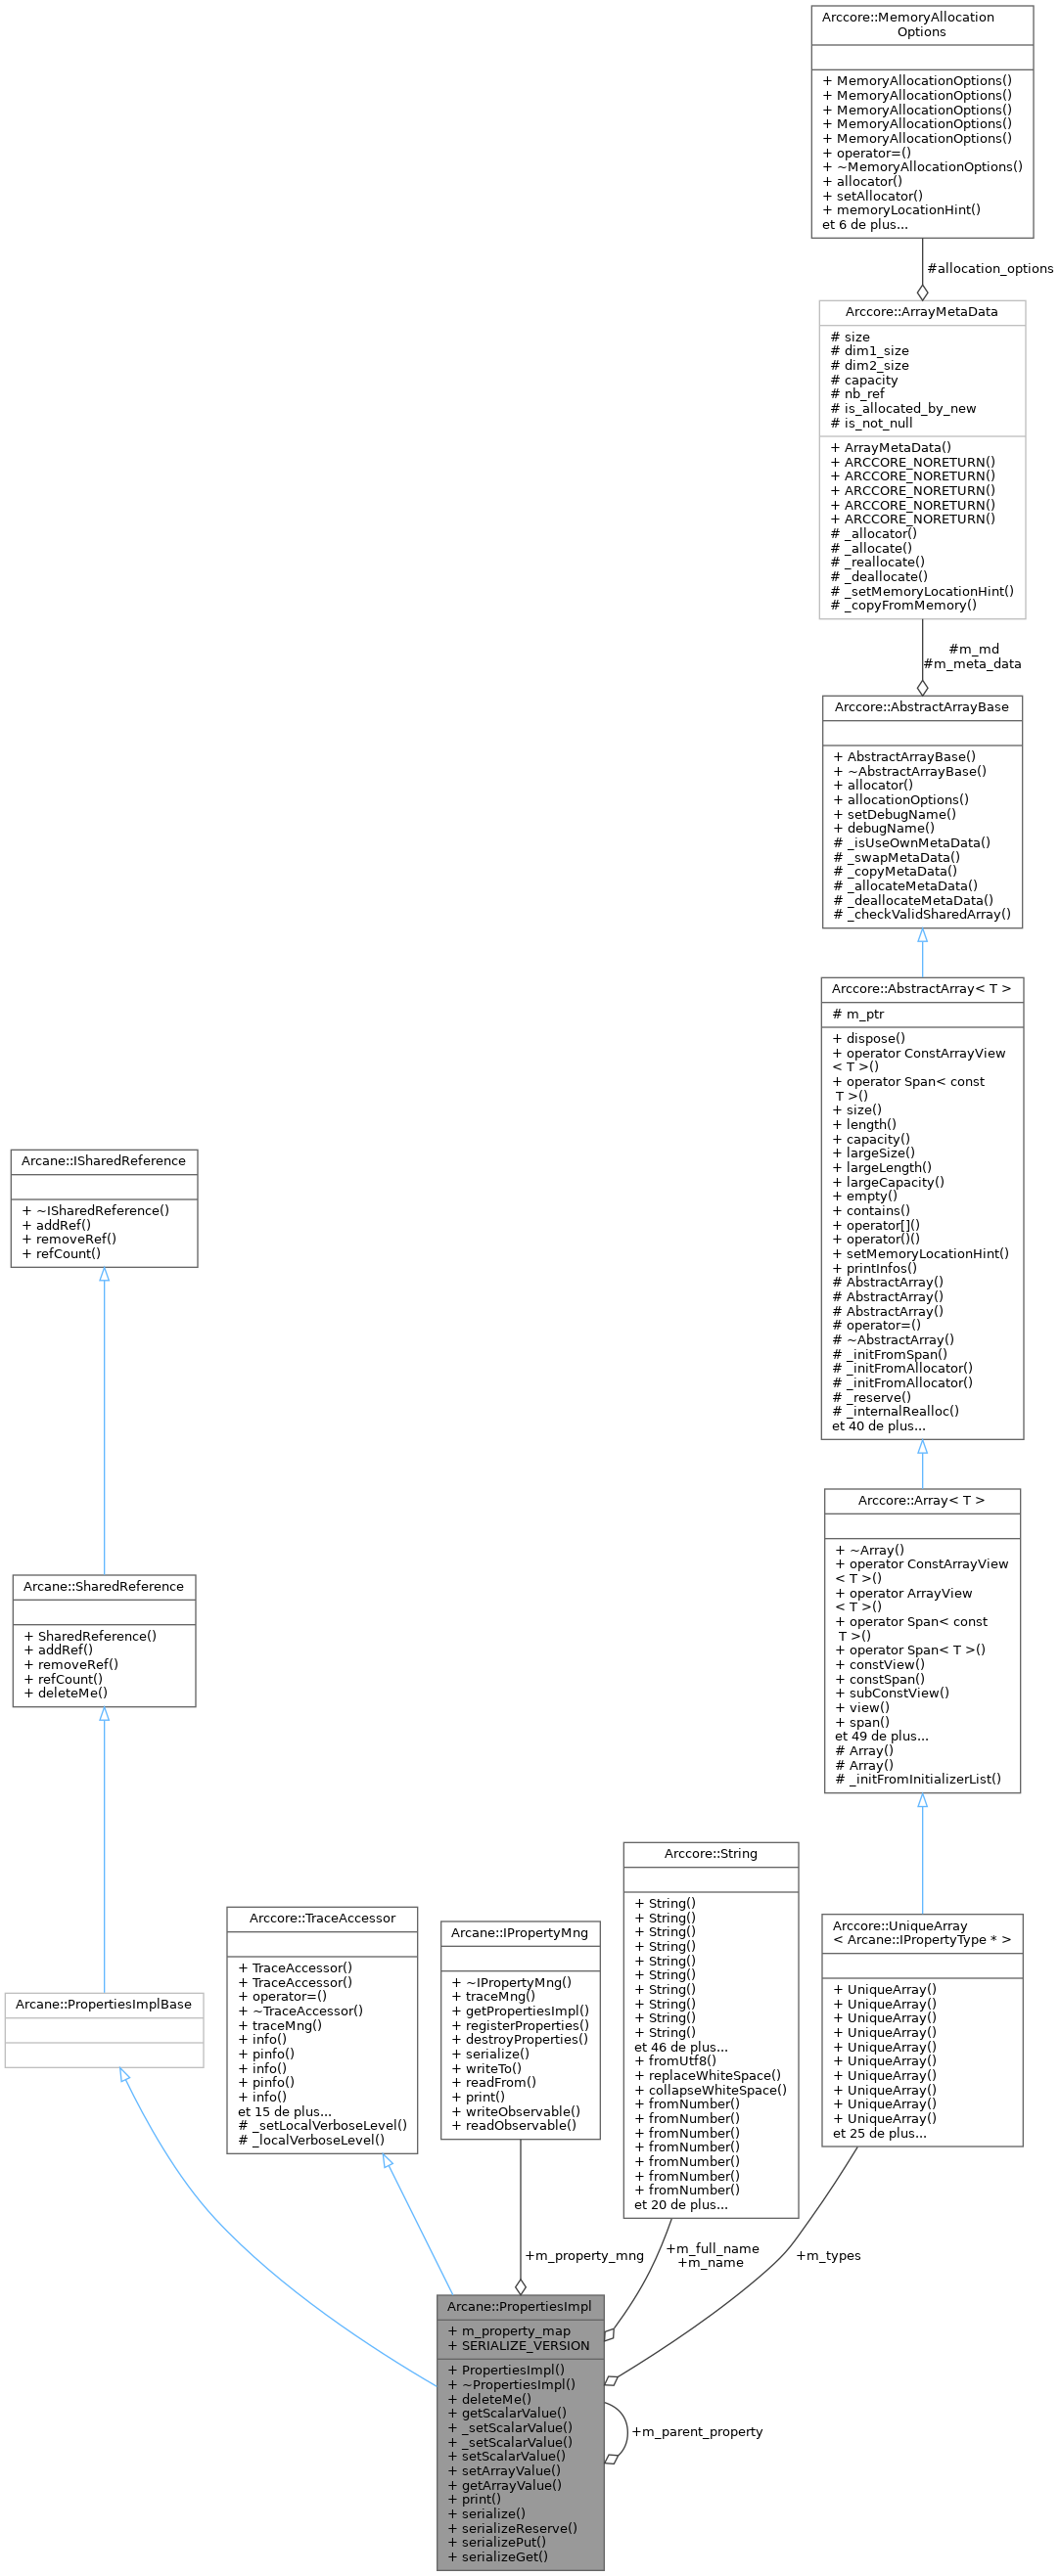 Arccore::MemoryAllocation
Options
+ MemoryAllocationOptions()
+ MemoryAllocationOptions()
+ MemoryAllocationOptions()
+ MemoryAllocationOptions()
+ MemoryAllocationOptions()
+ operator=()
+ ~MemoryAllocationOptions()
+ allocator()
+ setAllocator()
+ memoryLocationHint()
et 6 de plus...
#allocation_options
Arccore::ArrayMetaData
# size
# dim1_size
# dim2_size
# capacity
# nb_ref
# is_allocated_by_new
# is_not_null
+ ArrayMetaData()
+ ARCCORE_NORETURN()
+ ARCCORE_NORETURN()
+ ARCCORE_NORETURN()
+ ARCCORE_NORETURN()
+ ARCCORE_NORETURN()
# _allocator()
# _allocate()
# _reallocate()
# _deallocate()
# _setMemoryLocationHint()
# _copyFromMemory()
#m_md
#m_meta_data
Arccore::AbstractArrayBase
+ AbstractArrayBase()
+ ~AbstractArrayBase()
+ allocator()
+ allocationOptions()
+ setDebugName()
+ debugName()
# _isUseOwnMetaData()
# _swapMetaData()
# _copyMetaData()
# _allocateMetaData()
# _deallocateMetaData()
# _checkValidSharedArray()
Arccore::AbstractArray< T >
# m_ptr
+ dispose()
+ operator ConstArrayView
< T >()
+ operator Span< const
T >()
+ size()
+ length()
+ capacity()
+ largeSize()
+ largeLength()
+ largeCapacity()
+ empty()
+ contains()
+ operator[]()
+ operator()()
+ setMemoryLocationHint()
+ printInfos()
# AbstractArray()
# AbstractArray()
# AbstractArray()
# operator=()
# ~AbstractArray()
# _initFromSpan()
# _initFromAllocator()
# _initFromAllocator()
# _reserve()
# _internalRealloc()
et 40 de plus...
Arcane::ISharedReference
+ ~ISharedReference()
+ addRef()
+ removeRef()
+ refCount()
Arccore::Array< T >
+ ~Array()
+ operator ConstArrayView
< T >()
+ operator ArrayView
< T >()
+ operator Span< const
T >()
+ operator Span< T >()
+ constView()
+ constSpan()
+ subConstView()
+ view()
+ span()
et 49 de plus...
# Array()
# Array()
# _initFromInitializerList()
Arcane::SharedReference
+ SharedReference()
+ addRef()
+ removeRef()
+ refCount()
+ deleteMe()
Arcane::PropertiesImplBase
Arccore::TraceAccessor
+ TraceAccessor()
+ TraceAccessor()
+ operator=()
+ ~TraceAccessor()
+ traceMng()
+ info()
+ pinfo()
+ info()
+ pinfo()
+ info()
et 15 de plus...
# _setLocalVerboseLevel()
# _localVerboseLevel()
Arcane::IPropertyMng
+ ~IPropertyMng()
+ traceMng()
+ getPropertiesImpl()
+ registerProperties()
+ destroyProperties()
+ serialize()
+ writeTo()
+ readFrom()
+ print()
+ writeObservable()
+ readObservable()
Arccore::String
+ String()
+ String()
+ String()
+ String()
+ String()
+ String()
+ String()
+ String()
+ String()
+ String()
et 46 de plus...
+ fromUtf8()
+ replaceWhiteSpace()
+ collapseWhiteSpace()
+ fromNumber()
+ fromNumber()
+ fromNumber()
+ fromNumber()
+ fromNumber()
+ fromNumber()
+ fromNumber()
et 20 de plus...
Arccore::UniqueArray
< Arcane::IPropertyType * >
+ UniqueArray()
+ UniqueArray()
+ UniqueArray()
+ UniqueArray()
+ UniqueArray()
+ UniqueArray()
+ UniqueArray()
+ UniqueArray()
+ UniqueArray()
+ UniqueArray()
et 25 de plus...
+m_property_mng
+m_full_name
+m_name
+m_types
Arcane::PropertiesImpl
+ m_property_map
+ SERIALIZE_VERSION
+ PropertiesImpl()
+ ~PropertiesImpl()
+ deleteMe()
+ getScalarValue()
+ _setScalarValue()
+ _setScalarValue()
+ setScalarValue()
+ setArrayValue()
+ getArrayValue()
+ print()
+ serialize()
+ serializeReserve()
+ serializePut()
+ serializeGet()
+m_parent_property